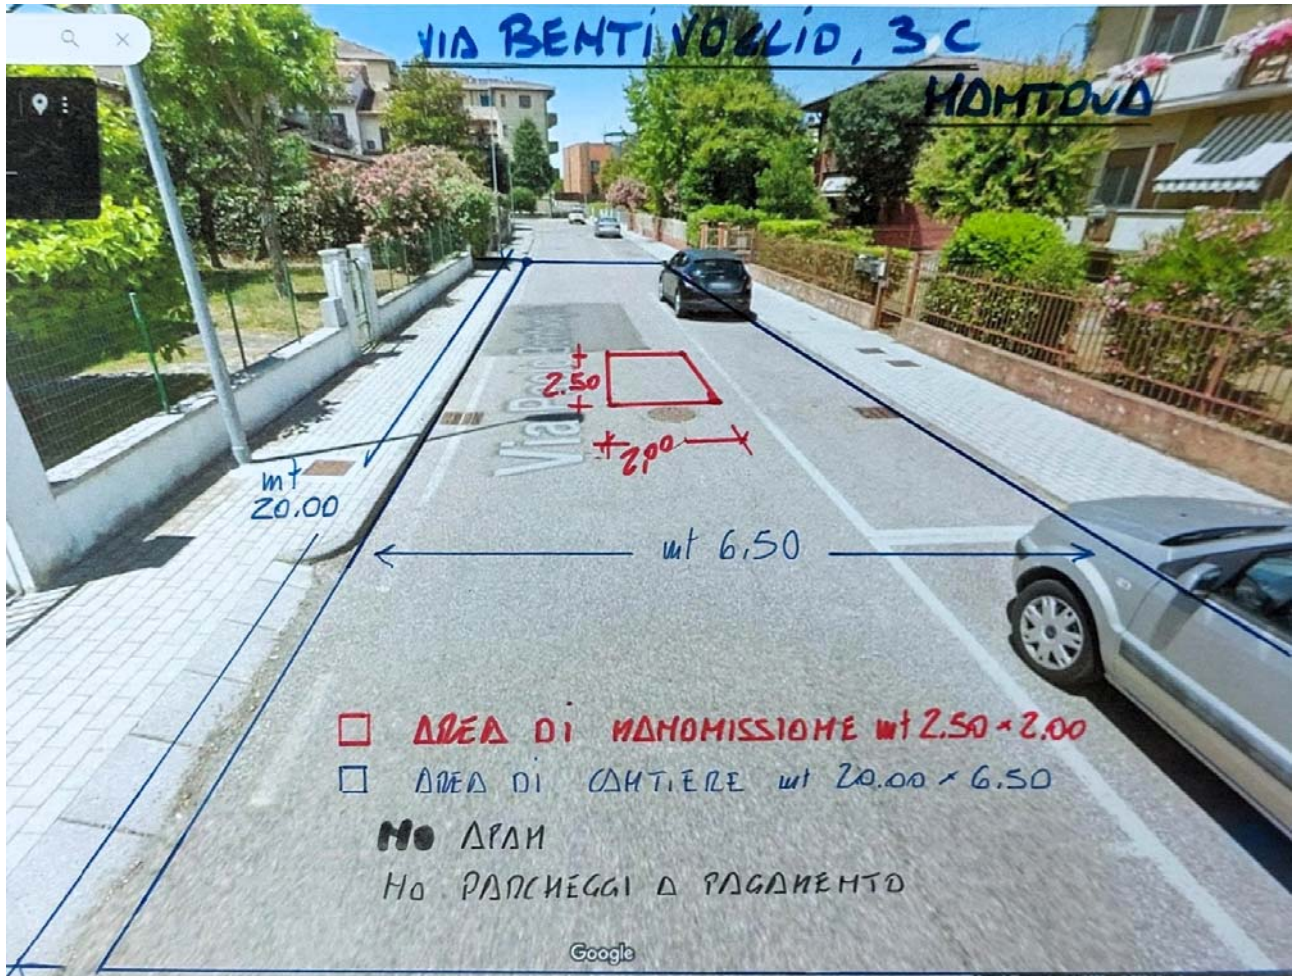 VIA BENTIVOGLIO, 3.C
MANTOVA
2.50
2,00
mt
20.00
mt 6.50
AREA DI MANOMISSIONE mt 2.50 × 2.00
AREA DI CANTIERE mt 20.00 × 6.50
NO APAM
NO PARCHEGGI A PAGAMENTO
Google